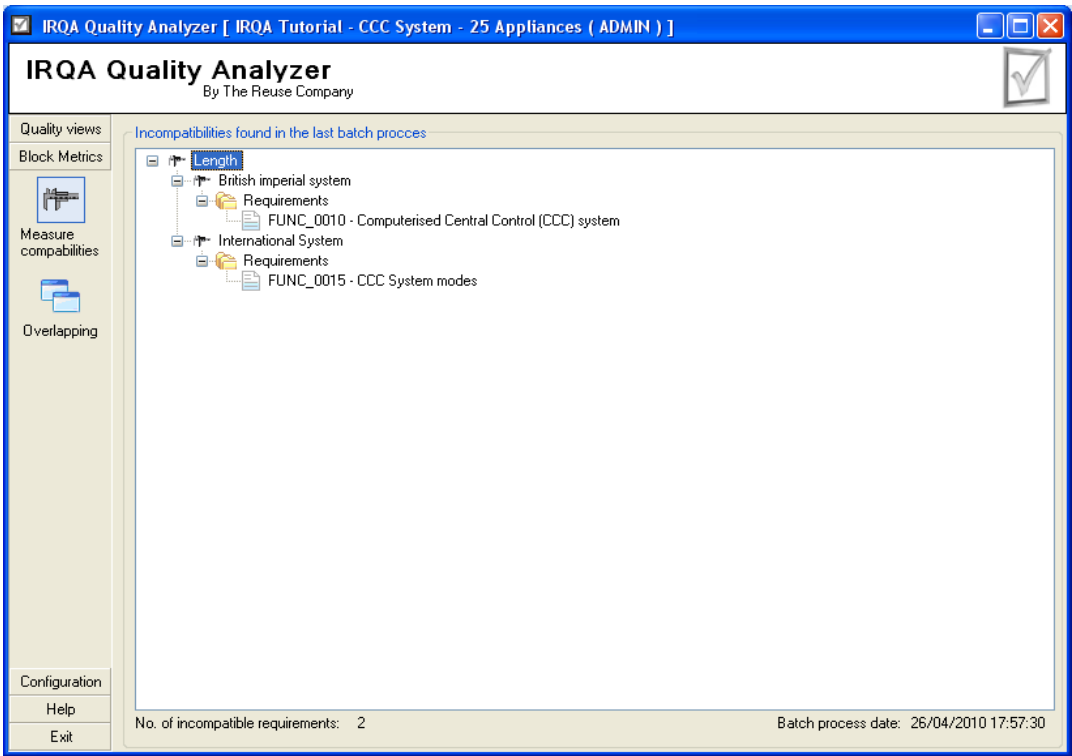 IRQA Quality Analyzer [ IRQA Tutorial - CCC System - 25 Appliances ( ADMIN ) ]
IRQA Quality Analyzer
By The Reuse Company
Quality views
Block Metrics
Measure
compabilities
Overlapping
Incompatibilities found in the last batch procces
Length
British imperial system
Requirements
FUNC_0010 - Computerised Central Control (CCC) system
International System
Requirements
FUNC_0015 - CCC System modes
Configuration
Help
Exit
No. of incompatible requirements: 2
Batch process date: 26/04/2010 17:57:30